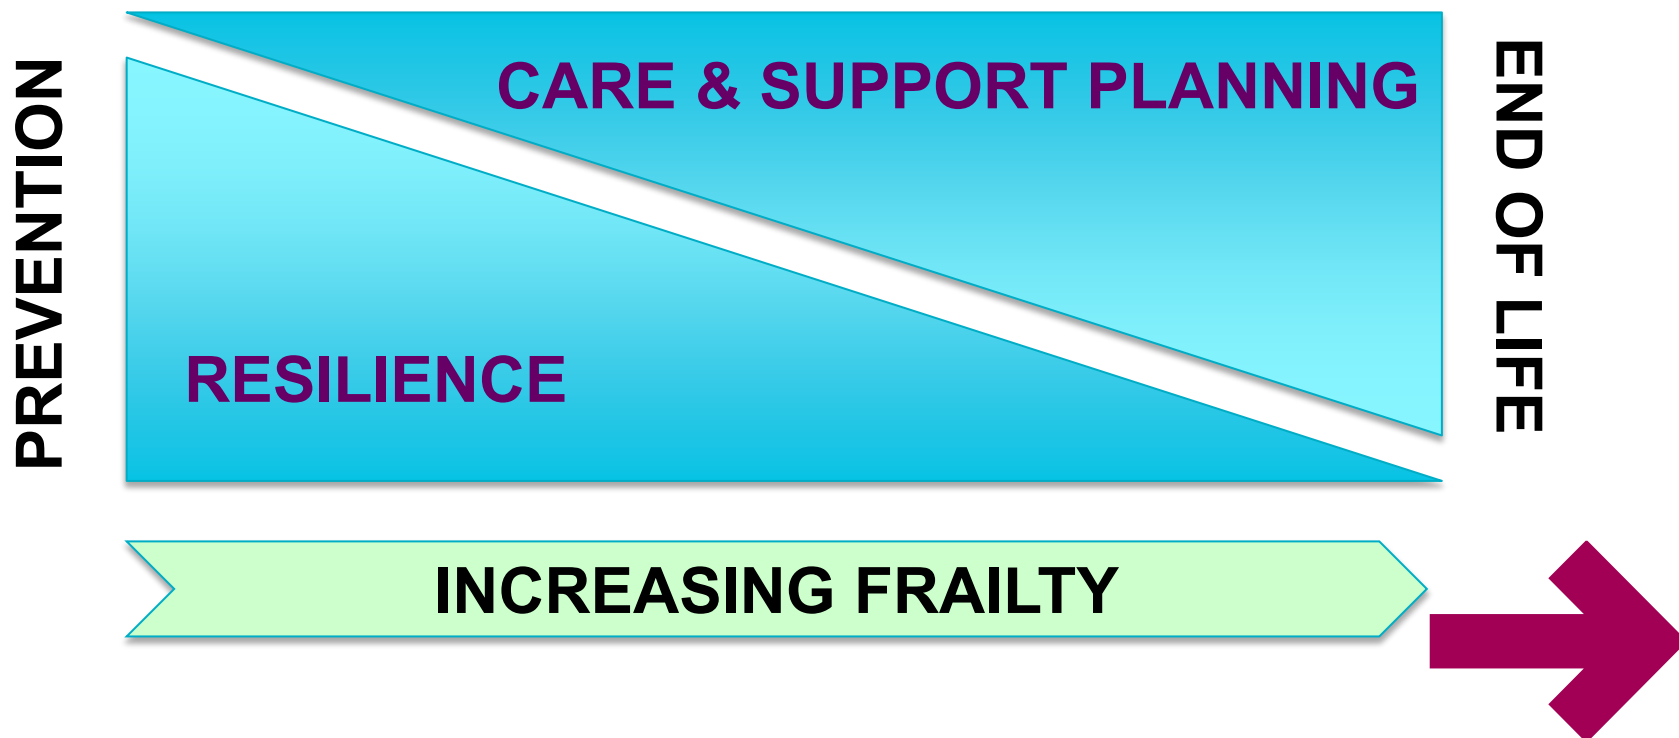 PREVENTION
CARE & SUPPORT PLANNING
RESILIENCE
END OF LIFE
INCREASING FRAILTY